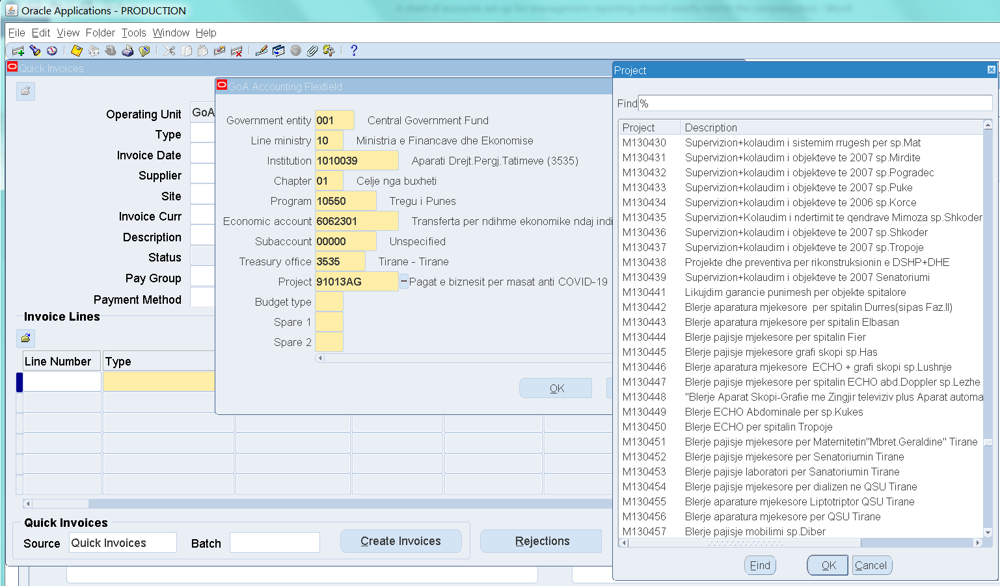 Oracle Applications - PRODUCTION
File Edit View Folder Tools Window Help
Quick Invoices
Operating Unit GoA
Type
Invoice Date
Supplier
Site
Invoice Curr
Description
Status
Pay Group
Payment Method
Invoice Lines
Line Number Type
Quick Invoices
Source Quick Invoices Batch Create Invoices Rejections
GoA Accounting Flexfield
Government entity 001 Central Government Fund
Line ministry 10 Ministria e Financave dhe Ekonomise
Institution 1010039 Aparati Drejt.Pergj.Tatimeve (3535)
Chapter 01 Celje nga buxheti
Program 10550 Tregu i Punes
Economic account 6062301 Transferta per ndihme ekonomike ndaj indi
Subaccount 00000 Unspecified
Treasury office 3535 Tirane - Tirane
Project 91013AG ... Pagat e biznesit per masat anti COVID-19
Budget type
Spare 1
Spare 2
OK
Project
Find %
Project Description
M130430 Supervizion+kolaudim i sistemim rrugesh per sp.Mat
M130431 Supervizion+kolaudim i objekteve te 2007 sp.Mirdite
M130432 Supervizion+kolaudim i objekteve te 2007 sp.Pogradec
M130433 Supervizion+kolaudim i objekteve te 2007 sp.Puke
M130434 Supervizion+kolaudim i objekteve te 2006 sp.Korce
M130435 Supervizion+Kolaudim i ndertimit te qendrave Mimoza sp.Shkoder
M130436 Supervizion+kolaudim i objekteve te 2007 sp.Shkoder
M130437 Supervizion+kolaudim i objekteve te 2007 sp.Tropoje
M130438 Projekte dhe preventiva per rikonstruksionin e DSHP+DHE
M130439 Supervizion+kolaudim i objekteve te 2007 Senatoriumi
M130441 Likujdim garancie punimesh per objekte spitalore
M130442 Blerje aparatura mjekesore per spitalin Durres(sipas Faz.II)
M130443 Blerje aparatura mjekesore per spitalin Elbasan
M130444 Blerje pajisje mjekesore per spitalin Fier
M130445 Blerje pajisje mjekesore grafi skopi sp.Has
M130446 Blerje aparatura mjekesore ECHO + grafi skopi sp.Lushnje
M130447 Blerje pajisje mjekesore per spitalin ECHO abd.Doppler sp.Lezhe
M130448 "Blerje Aparat Skopi-Grafie me Zingjir televiziv plus Aparat automa
M130449 Blerje ECHO Abdominale per sp.Kukes
M130450 Blerje ECHO per spitalin Tropoje
M130451 Blerje pajisje mjekesore per Maternitetin"Mbret.Geraldine" Tirane
M130452 Blerje pajisje mjekesore per Senatoriumin Tirane
M130453 Blerje pajisje laboratori per Sanatoriumin Tirane
M130454 Blerje pajisje mjekesore per dializen ne QSU Tirane
M130455 Blerje aparature mjekesore Liptotriptor QSU Tirane
M130456 Blerje aparatura mjekesore per QSU Tirane
M130457 Blerje pajisje mobilimi sp.Diber
Find OK Cancel